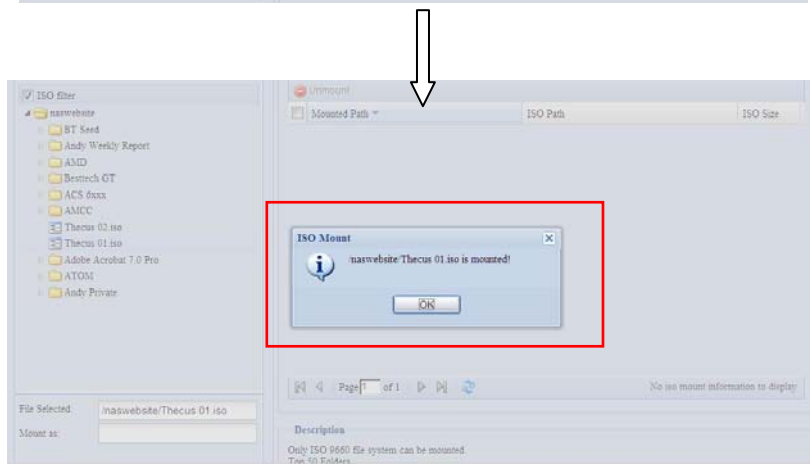 ISO filter
naswebsite
BT Seed
Andy Weekly Report
AMD
Besttech GT
ACS 6xxx
AMCC
Thecus 02.iso
Thecus 01.iso
Adobe Acrobat 7.0 Pro
ATOM
Andy Private
File Selected: /naswebsite/Thecus 01.iso
Mount as:
Unmount
Mounted Path ISO Path ISO Size
ISO Mount
/naswebsite/Thecus 01.iso is mounted!
OK
Page 1 of 1 No iso mount information to display
Description
Only ISO 9660 file system can be mounted.
Top 50 Folders